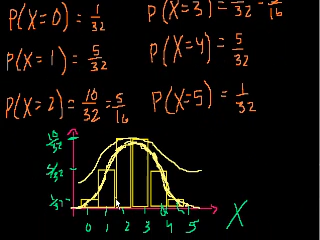 P(X=0) = 1/32
P(X=3) = /32 = 5/16
P(X=1) = 5/32
P(X=4) = 5/32
P(X=2) = 10/32 = 5/16
P(X=5) = 1/32
10/32
5/32
1/32
0 1 2 3 4 5
X